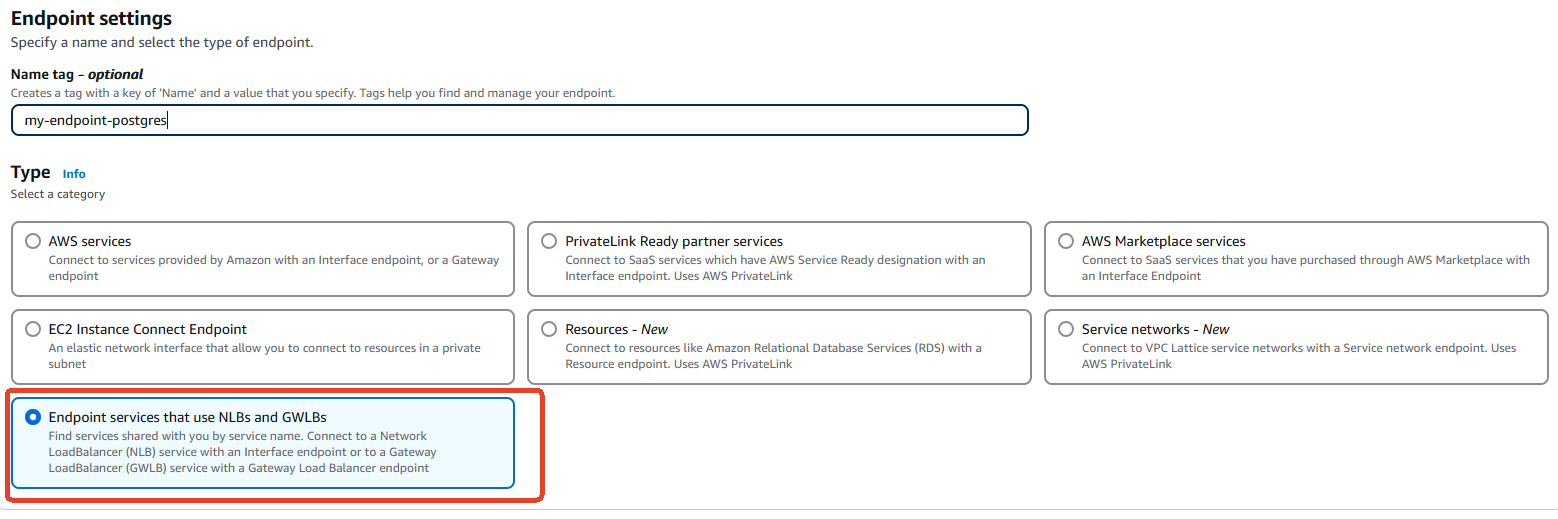 Endpoint settings
Specify a name and select the type of endpoint.
Name tag – optional
Creates a tag with a key of 'Name' and a value that you specify. Tags help you find and manage your endpoint.
my-endpoint-postgres
Type Info
Select a category
AWS services
Connect to services provided by Amazon with an Interface endpoint, or a Gateway
endpoint
PrivateLink Ready partner services
Connect to SaaS services which have AWS Service Ready designation with an
Interface endpoint. Uses AWS PrivateLink
AWS Marketplace services
Connect to SaaS services that you have purchased through AWS Marketplace with
an Interface Endpoint
EC2 Instance Connect Endpoint
An elastic network interface that allow you to connect to resources in a private
subnet
Resources - New
Connect to resources like Amazon Relational Database Services (RDS) with a
Resource endpoint. Uses AWS PrivateLink
Service networks - New
Connect to VPC Lattice service networks with a Service network endpoint. Uses
AWS PrivateLink
Endpoint services that use NLBs and GWLBs
Find services shared with you by service name. Connect to a Network
LoadBalancer (NLB) service with an Interface endpoint or to a Gateway
LoadBalancer (GWLB) service with a Gateway Load Balancer endpoint